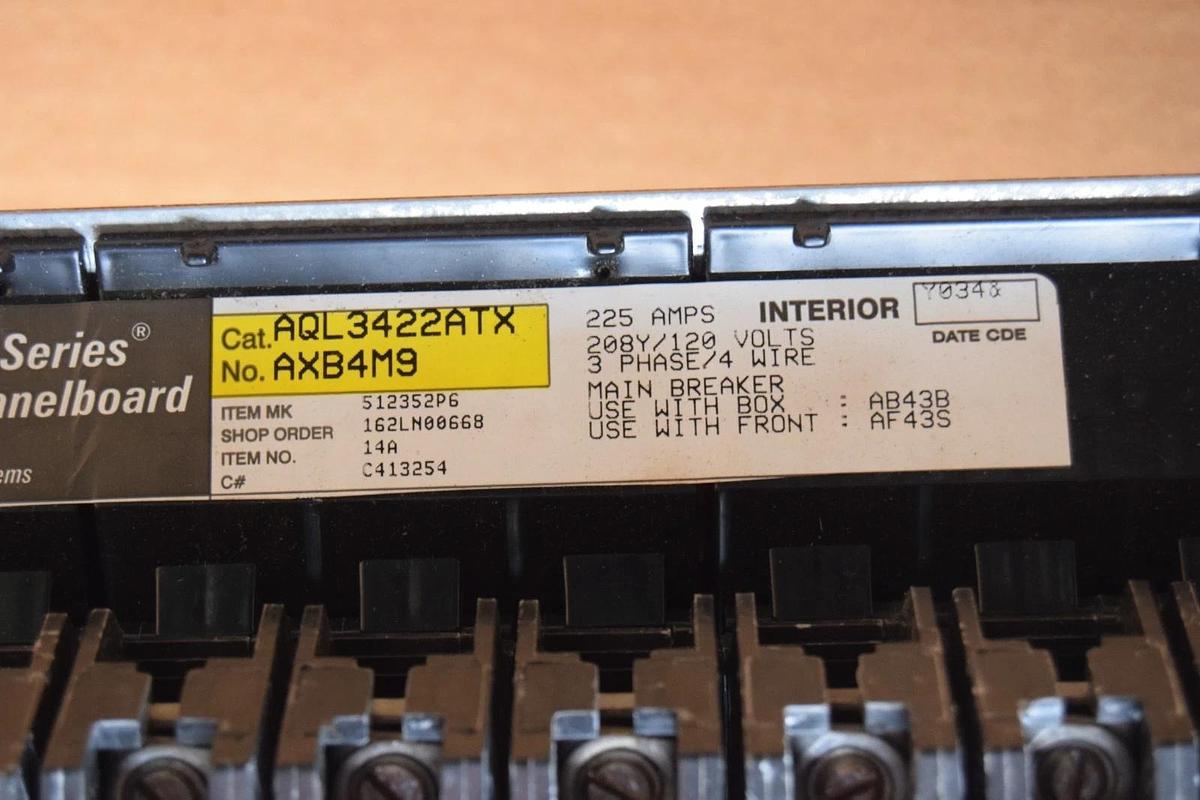 Series®
anelboard
ems
Cat. AQL3422ATX
No. AXB4M9
ITEM MK 512352P6
SHOP ORDER 162LN00668
ITEM NO. 14A
C# C413254
225 AMPS
208Y/120 VOLTS
3 PHASE/4 WIRE
MAIN BREAKER
USE WITH BOX : AB43B
USE WITH FRONT : AF43S
INTERIOR
DATE CDE